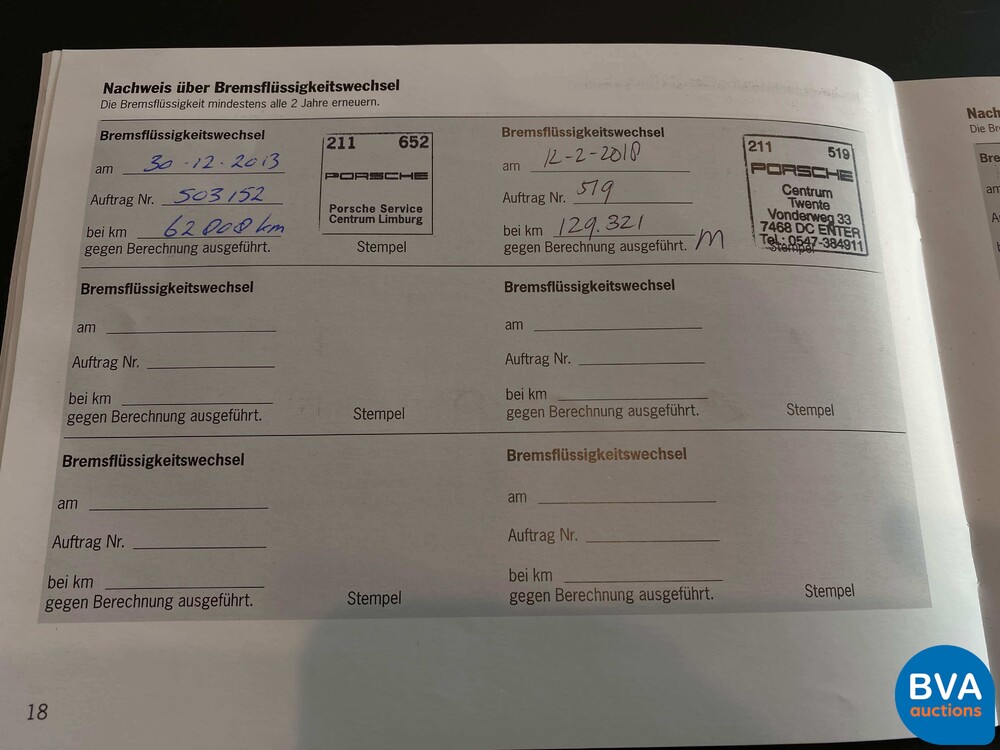 Nachweis über Bremsflüssigkeitswechsel
Die Bremsflüssigkeit mindestens alle 2 Jahre erneuern.
Bremsflüssigkeitswechsel
am 30-12-2013
Auftrag Nr. 503152
bei km 62000 km
gegen Berechnung ausgeführt.
211 652
PORSCHE
Porsche Service
Centrum Limburg
Stempel
Bremsflüssigkeitswechsel
am 12-2-2018
Auftrag Nr. 519
bei km 129.321
gegen Berechnung ausgeführt. M
211 519
PORSCHE
Centrum
Twente
Vonderweg 33
7468 DC ENTER
Tel.: 0547-384911
Stempel
Bremsflüssigkeitswechsel
am
Auftrag Nr.
bei km
gegen Berechnung ausgeführt.
Stempel
Bremsflüssigkeitswechsel
am
Auftrag Nr.
bei km
gegen Berechnung ausgeführt.
Stempel
Bremsflüssigkeitswechsel
am
Auftrag Nr.
bei km
gegen Berechnung ausgeführt.
Stempel
Bremsflüssigkeitswechsel
am
Auftrag Nr.
bei km
gegen Berechnung ausgeführt.
Stempel
18
Nach
Die Br
Bre
am
BVA
auctions